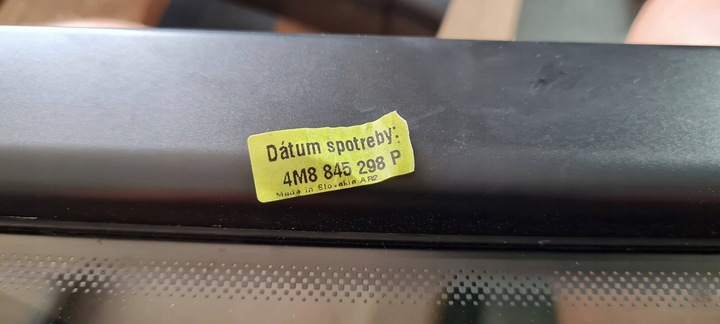 Dátum spotreby:
4M8 845 298 P
Made in Slovakia AR2